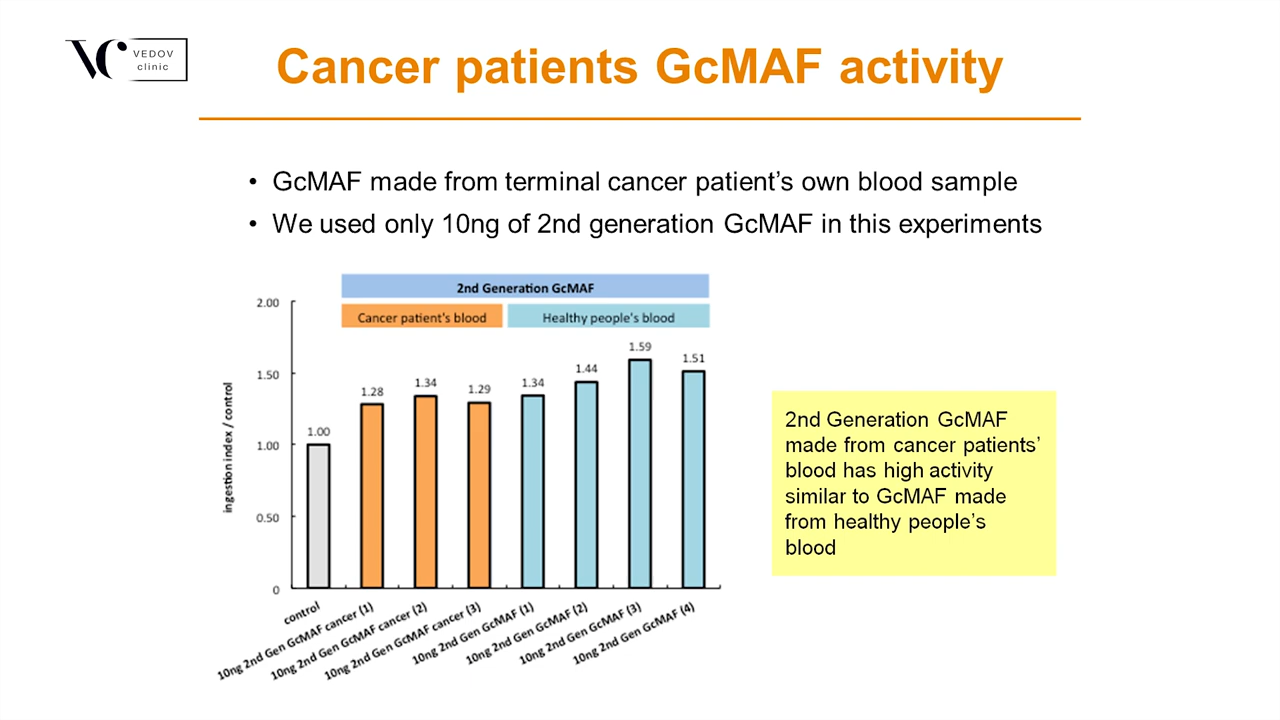 VC VEDOV
clinic
Cancer patients GcMAF activity
• GcMAF made from terminal cancer patient’s own blood sample
• We used only 10ng of 2nd generation GcMAF in this experiments
2nd Generation GcMAF
Cancer patient's blood
Healthy people's blood
ingestion index / control
2.00
1.50
1.00
0.50
0
1.00
1.28
1.34
1.29
1.34
1.44
1.59
1.51
control
10ng 2nd Gen GcMAF cancer (1)
10ng 2nd Gen GcMAF cancer (2)
10ng 2nd Gen GcMAF cancer (3)
10ng 2nd Gen GcMAF (1)
10ng 2nd Gen GcMAF (2)
10ng 2nd Gen GcMAF (3)
10ng 2nd Gen GcMAF (4)
2nd Generation GcMAF
made from cancer patients’
blood has high activity
similar to GcMAF made
from healthy people’s
blood